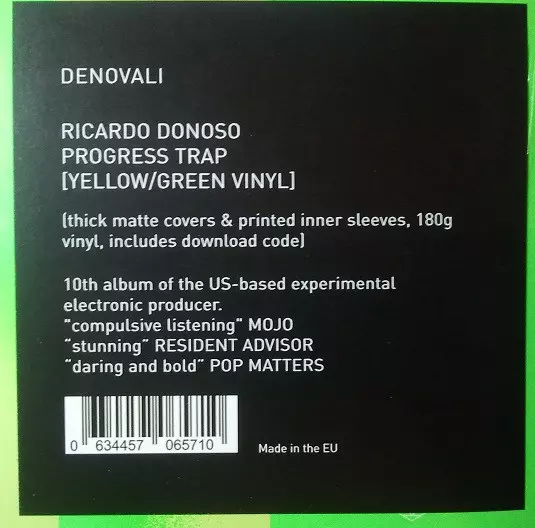 DENOVALI
RICARDO DONOSO
PROGRESS TRAP
[YELLOW/GREEN VINYL]
(thick matte covers & printed inner sleeves, 180g
vinyl, includes download code)
10th album of the US-based experimental
electronic producer.
"compulsive listening" MOJO
"stunning" RESIDENT ADVISOR
"daring and bold" POP MATTERS
0 634457 065710
Made in the EU